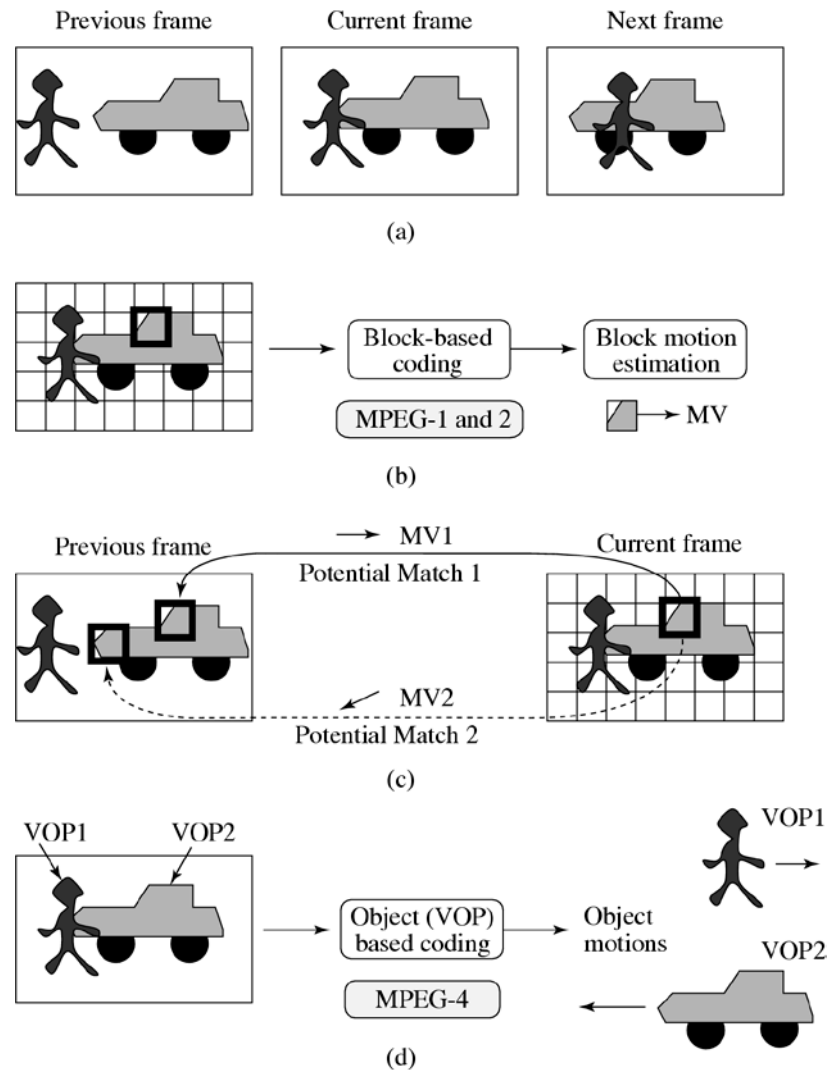 Previous frame
Current frame
Next frame
(a)
Block-based
coding
Block motion
estimation
MPEG-1 and 2
MV
(b)
Previous frame
MV1
Current frame
Potential Match 1
MV2
Potential Match 2
(c)
VOP1
VOP2
VOP1
Object (VOP)
based coding
Object
motions
VOP2
MPEG-4
(d)